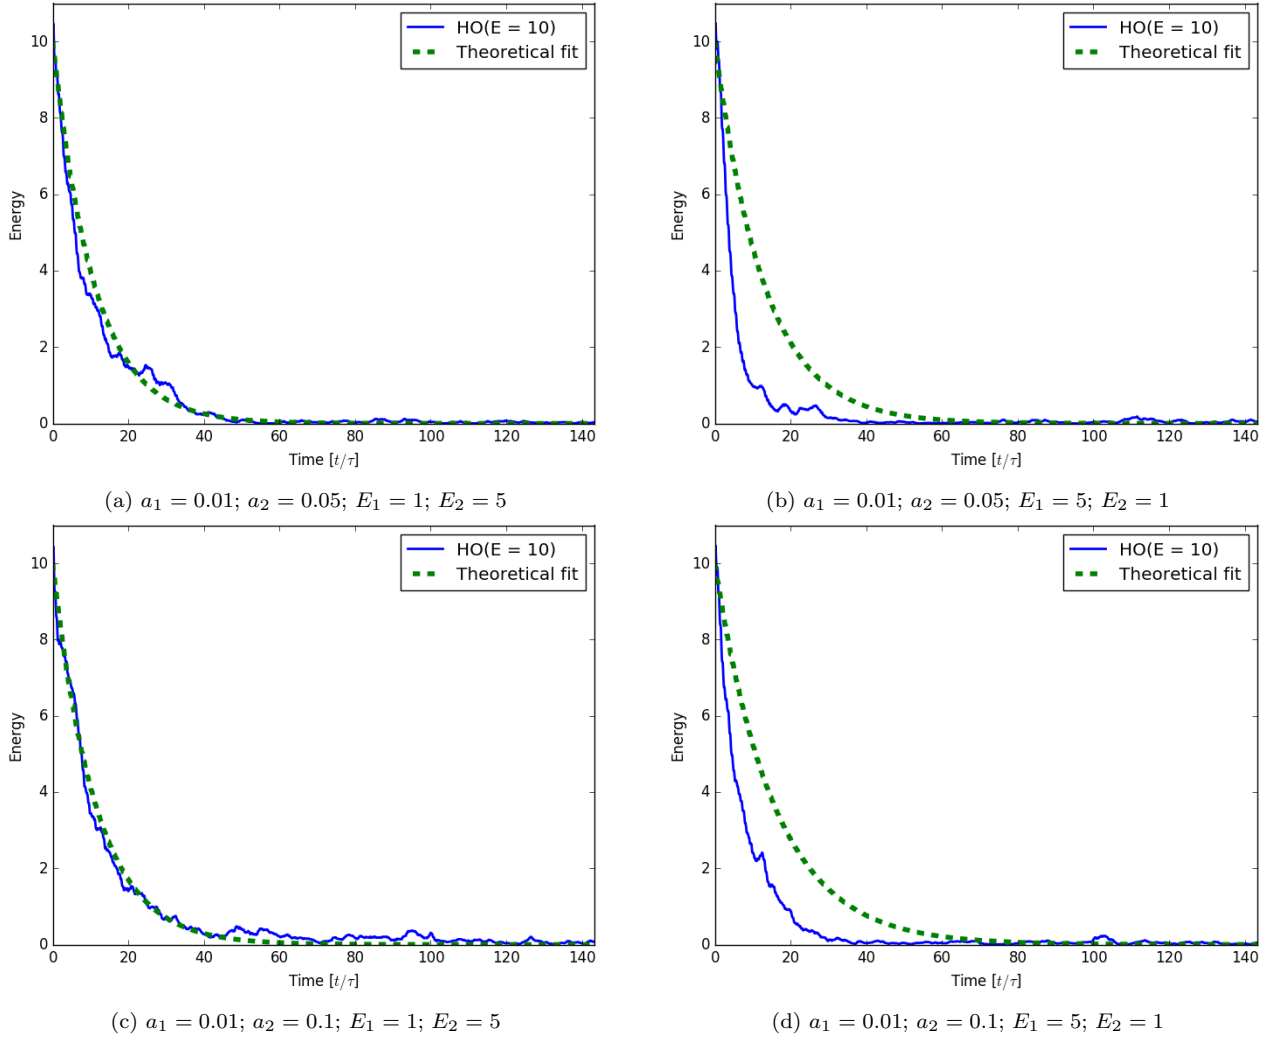 HO(E = 10)
Theoretical fit
10
8
6
4
2
0
Energy
0 20 40 60 80 100 120 140
Time [t/τ]
(a) a₁ = 0.01; a₂ = 0.05; E₁ = 1; E₂ = 5
HO(E = 10)
Theoretical fit
10
8
6
4
2
0
Energy
0 20 40 60 80 100 120 140
Time [t/τ]
(b) a₁ = 0.01; a₂ = 0.05; E₁ = 5; E₂ = 1
HO(E = 10)
Theoretical fit
10
8
6
4
2
0
Energy
0 20 40 60 80 100 120 140
Time [t/τ]
(c) a₁ = 0.01; a₂ = 0.1; E₁ = 1; E₂ = 5
HO(E = 10)
Theoretical fit
10
8
6
4
2
0
Energy
0 20 40 60 80 100 120 140
Time [t/τ]
(d) a₁ = 0.01; a₂ = 0.1; E₁ = 5; E₂ = 1